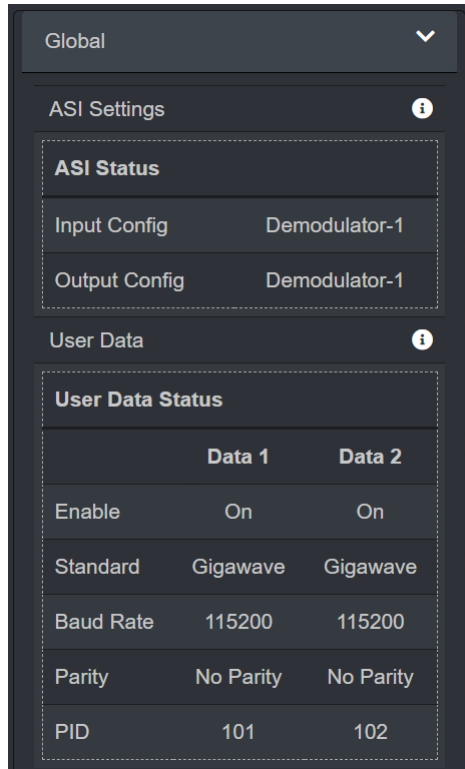 Global
ASI Settings
ASI Status
Input Config Demodulator-1
Output Config Demodulator-1
User Data
User Data Status
Data 1 Data 2
Enable On On
Standard Gigawave Gigawave
Baud Rate 115200 115200
Parity No Parity No Parity
PID 101 102